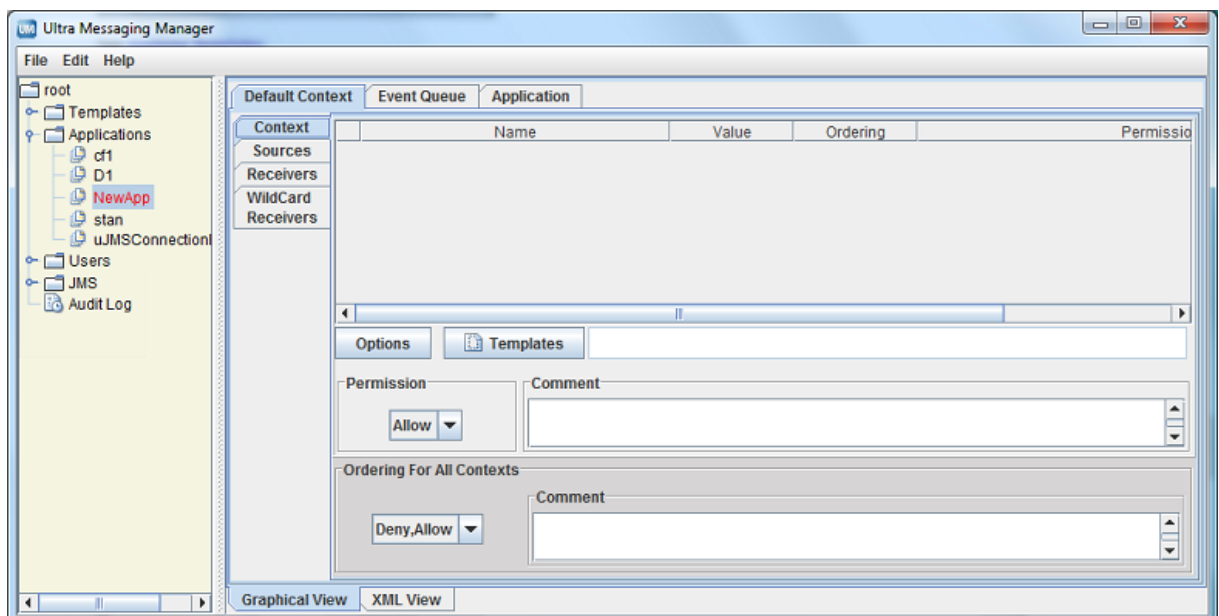 UM Ultra Messaging Manager
File Edit Help
root
Templates
Applications
cf1
D1
NewApp
stan
uJMSConnectionI
Users
JMS
Audit Log
Default Context Event Queue Application
Context
Sources
Receivers
WildCard
Receivers
Name Value Ordering Permissio
Options Templates
Permission Comment
Allow
Ordering For All Contexts
Comment
Deny,Allow
Graphical View XML View